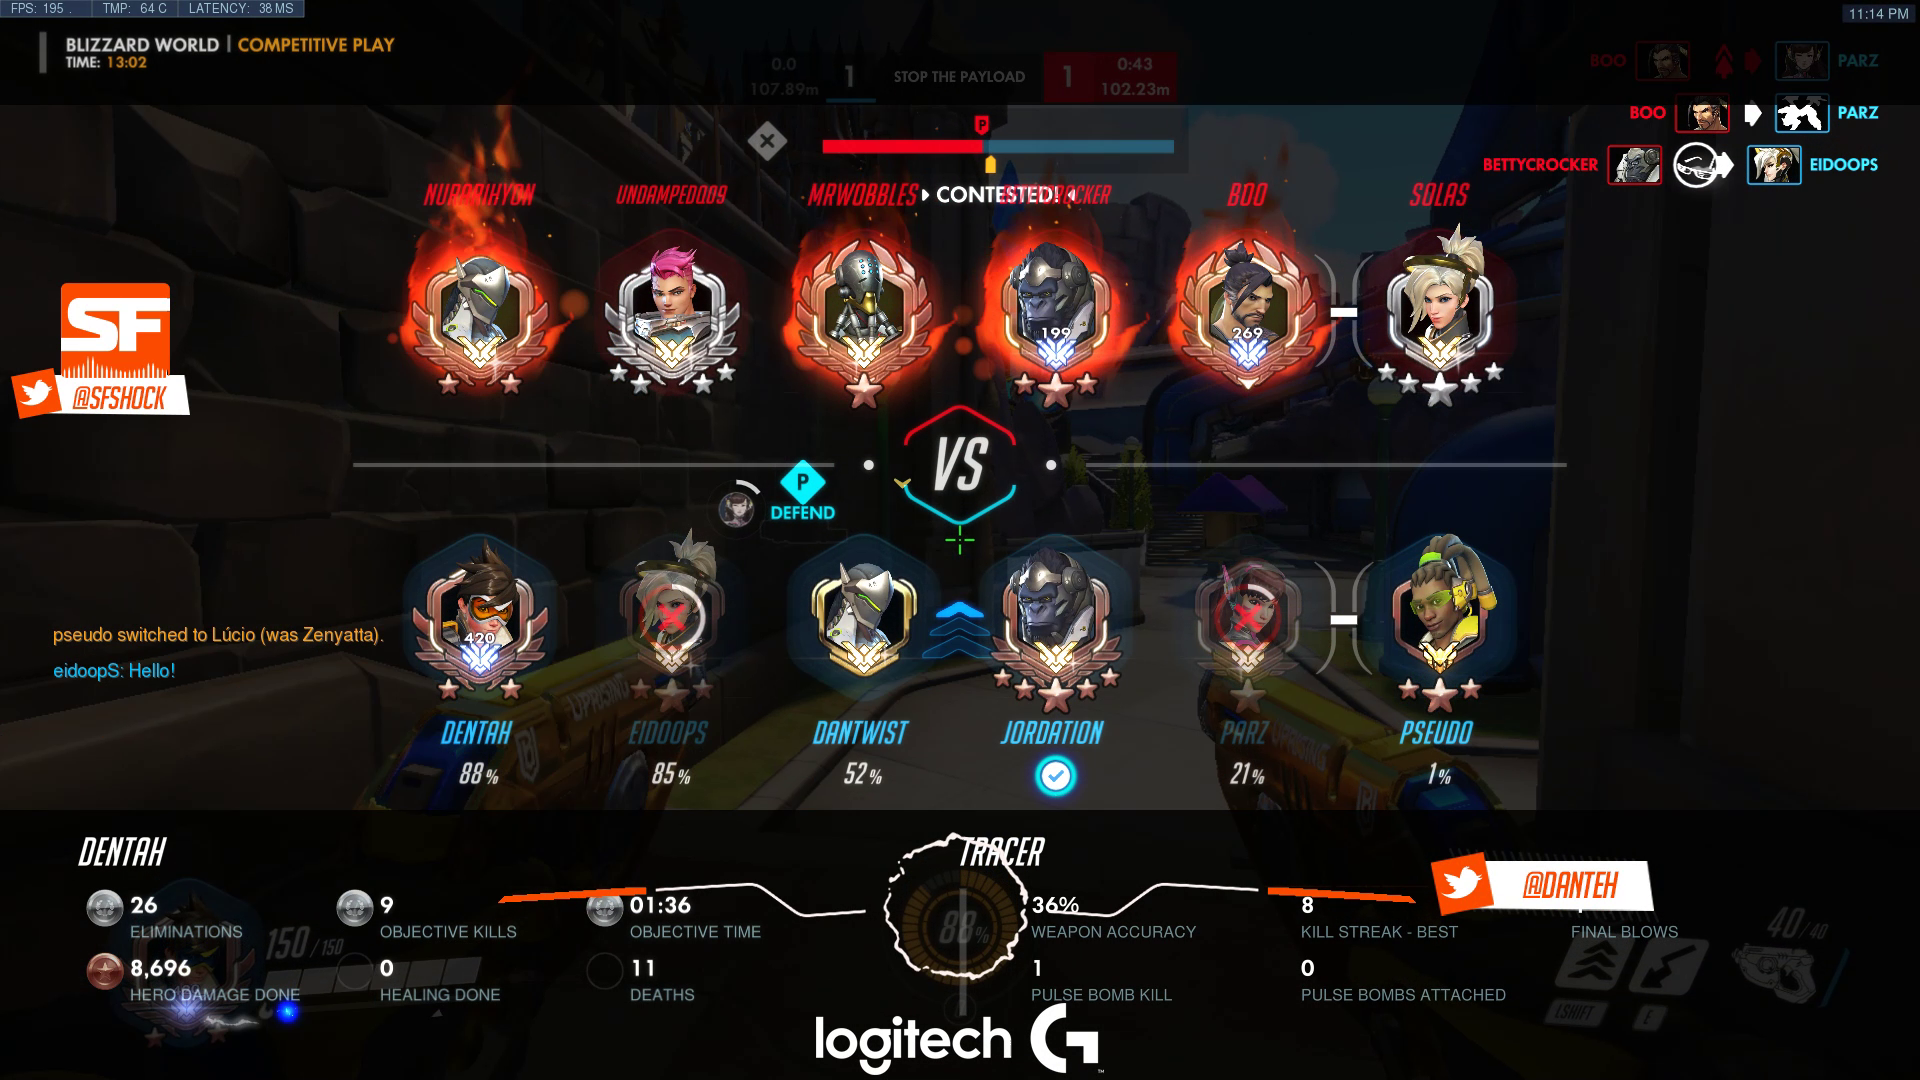 FPS: 195 . TMP: 64 C LATENCY: 38 MS
11:14 PM
BLIZZARD WORLD | COMPETITIVE PLAY
TIME: 13:02
0.0
107.89m
1
STOP THE PAYLOAD
1
0:43
102.23m
BOO PARZ
BOO PARZ
BETTYCROCKER EIDOOPS
P
CONTESTED!
NURARIHYON UNDAMPED009 MRWOBBLES BOO SOLAS
199 269
SF
@SFSHOCK
VS
P
DEFEND
pseudo switched to Lúcio (was Zenyatta).
eidoopS: Hello!
420
DENTAH EIDOOPS DANTWIST JORDATION PARZ PSEUDO
88% 85% 52% 21% 1%
DENTAH
TRACER
@DANTEH
26
ELIMINATIONS
9
OBJECTIVE KILLS
01:36
OBJECTIVE TIME
36%
WEAPON ACCURACY
8
KILL STREAK - BEST
FINAL BLOWS
150/150
88%
40/40
8,696
HERO DAMAGE DONE
0
HEALING DONE
11
DEATHS
1
PULSE BOMB KILL
0
PULSE BOMBS ATTACHED
LSHIFT E
logitech G